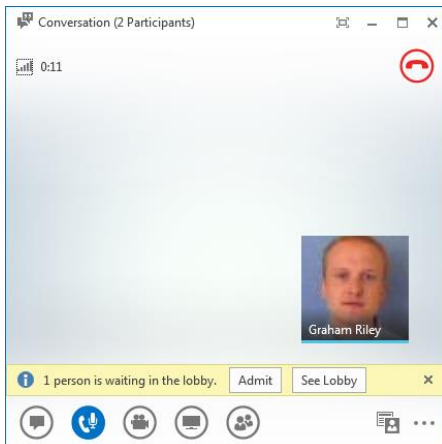 Conversation (2 Participants)
0:11
Graham Riley
1 person is waiting in the lobby. Admit See Lobby